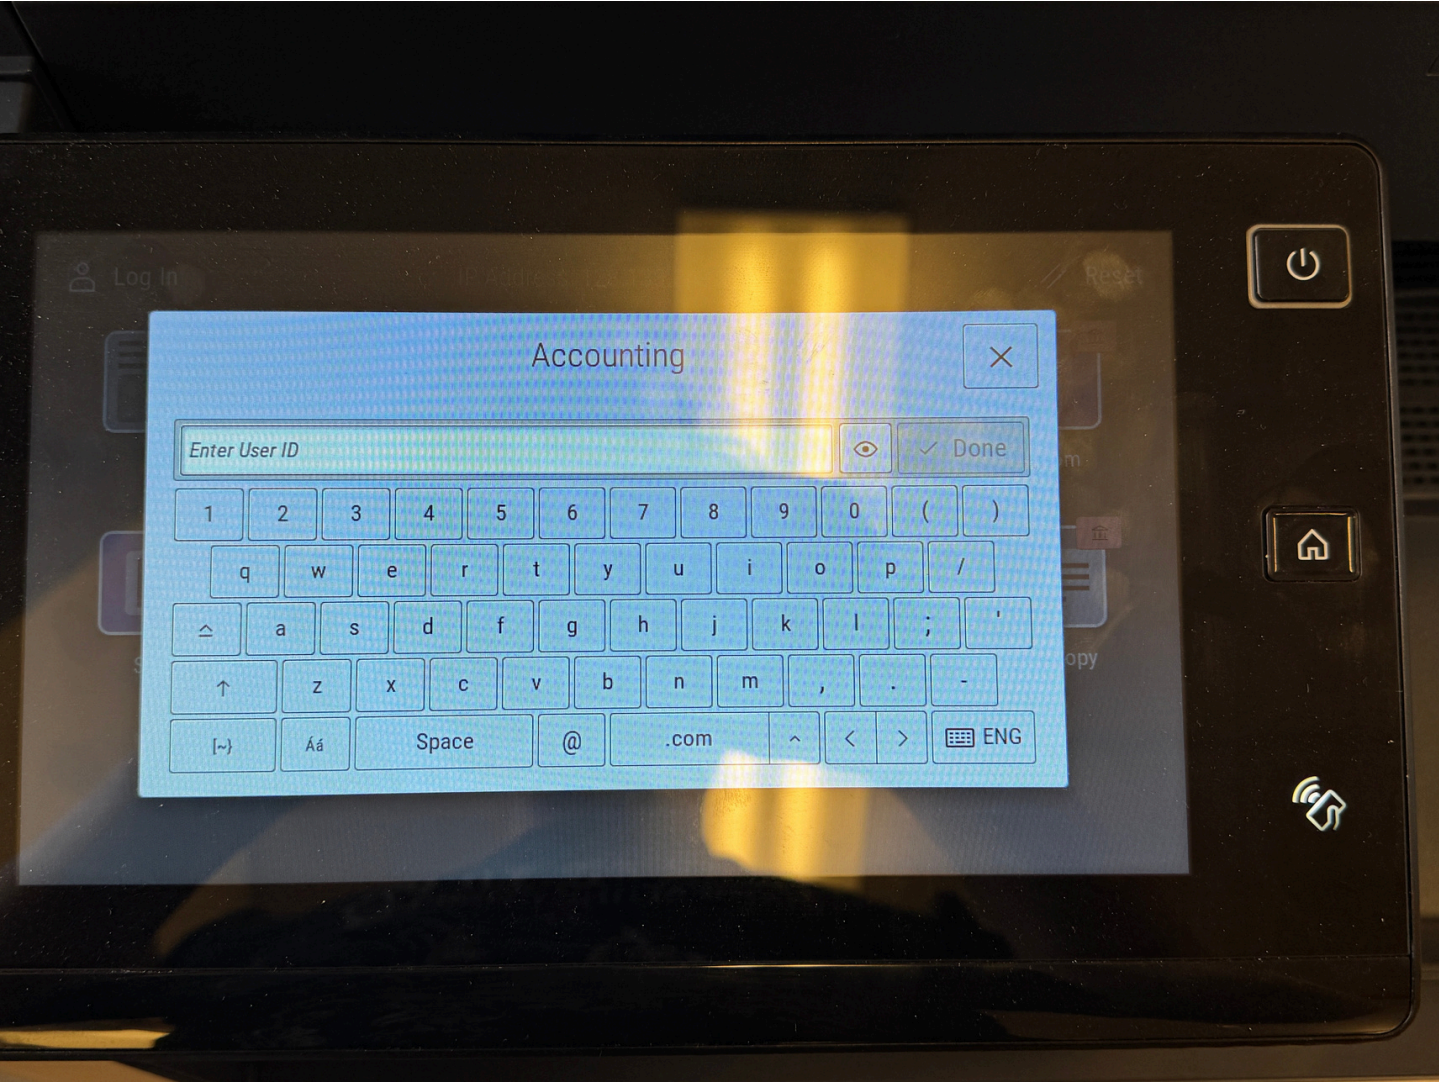 Log In
Reset
Accounting
Enter User ID
Done
1 2 3 4 5 6 7 8 9 0 ( )
q w e r t y u i o p /
a s d f g h j k l ; '
z x c v b n m , . -
[~} Áá Space @ .com ^ < > ENG